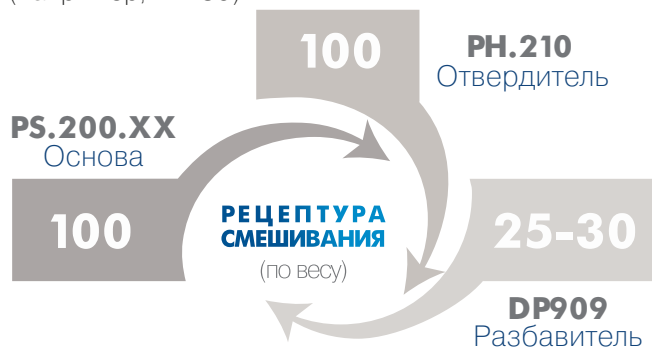 100
PH.210
Отвердитель
PS.200.XX
Основа
100
РЕЦЕПТУРА
СМЕШИВАНИЯ
(по весу)
25-30
DP909
Разбавитель